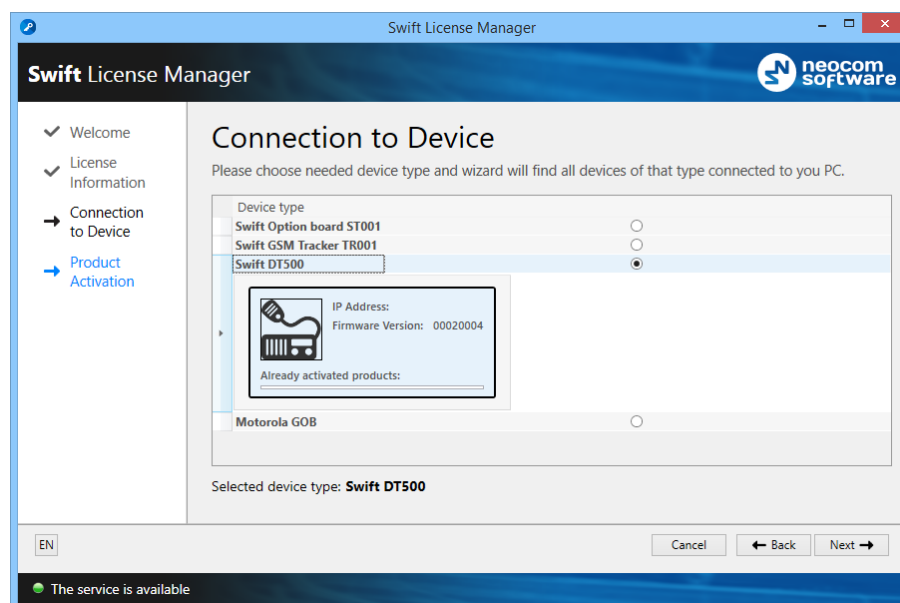 Swift License Manager
Swift License Manager
neocom
software
Welcome
License
Information
Connection
to Device
Product
Activation
Connection to Device
Please choose needed device type and wizard will find all devices of that type connected to you PC.
Device type
Swift Option board ST001
Swift GSM Tracker TR001
Swift DT500
IP Address:
Firmware Version: 00020004
Already activated products:
Motorola GOB
Selected device type: Swift DT500
EN
Cancel
Back
Next
The service is available